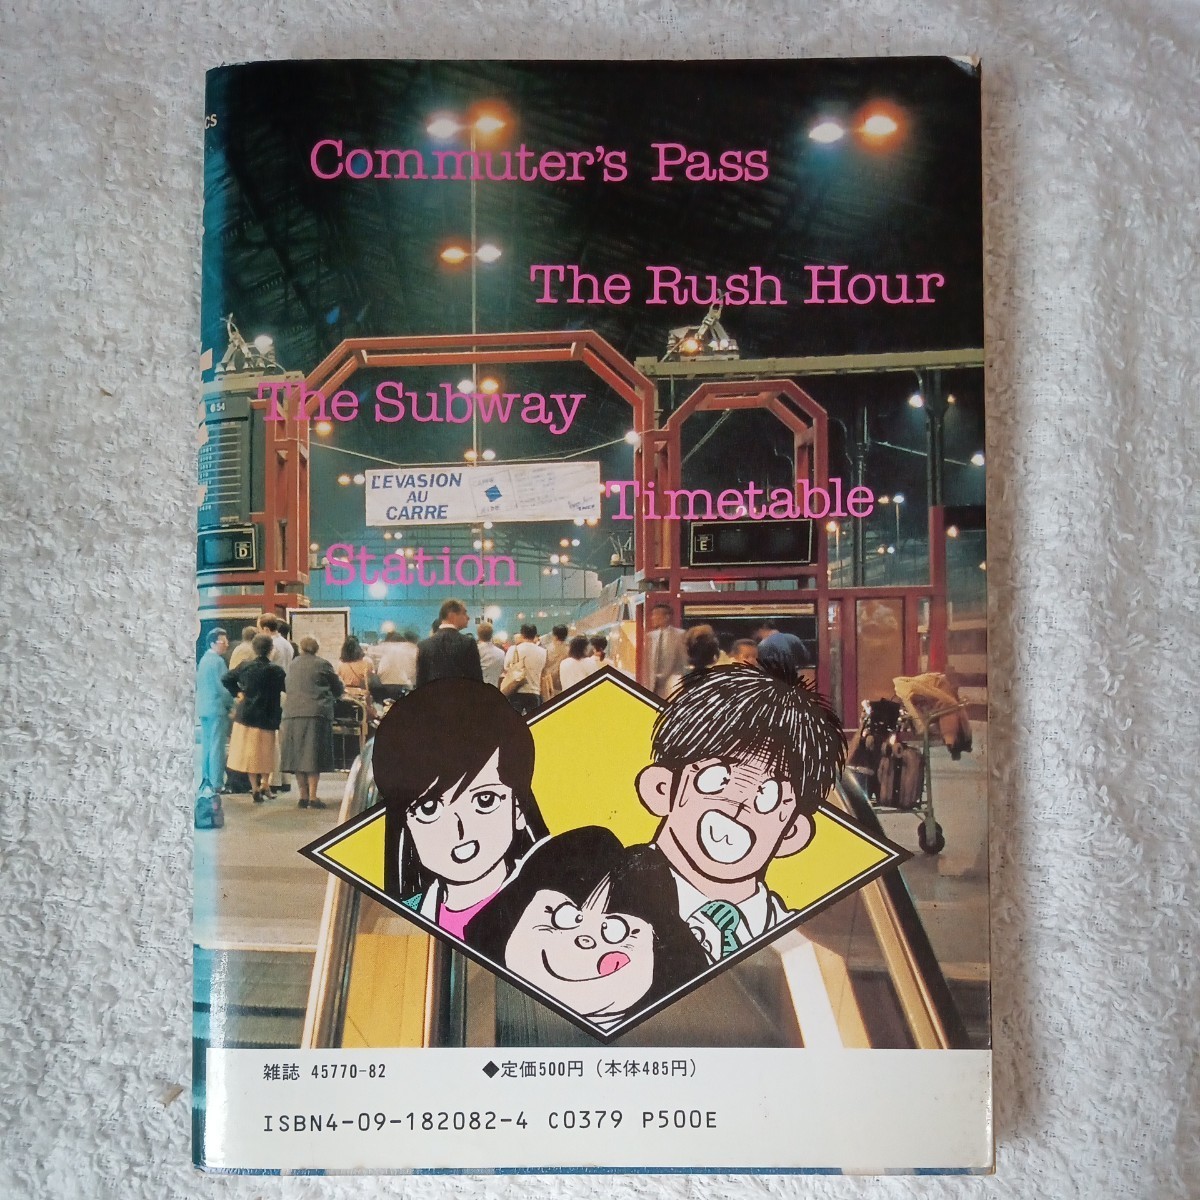 CS
Commuter's Pass
The Rush Hour
The Subway
Timetable
Station
L'EVASION
AU
CARRE
D
E
雑誌 45770-82
◆定価500円(本体485円)
ISBN4-09-182082-4 C0379 P500E